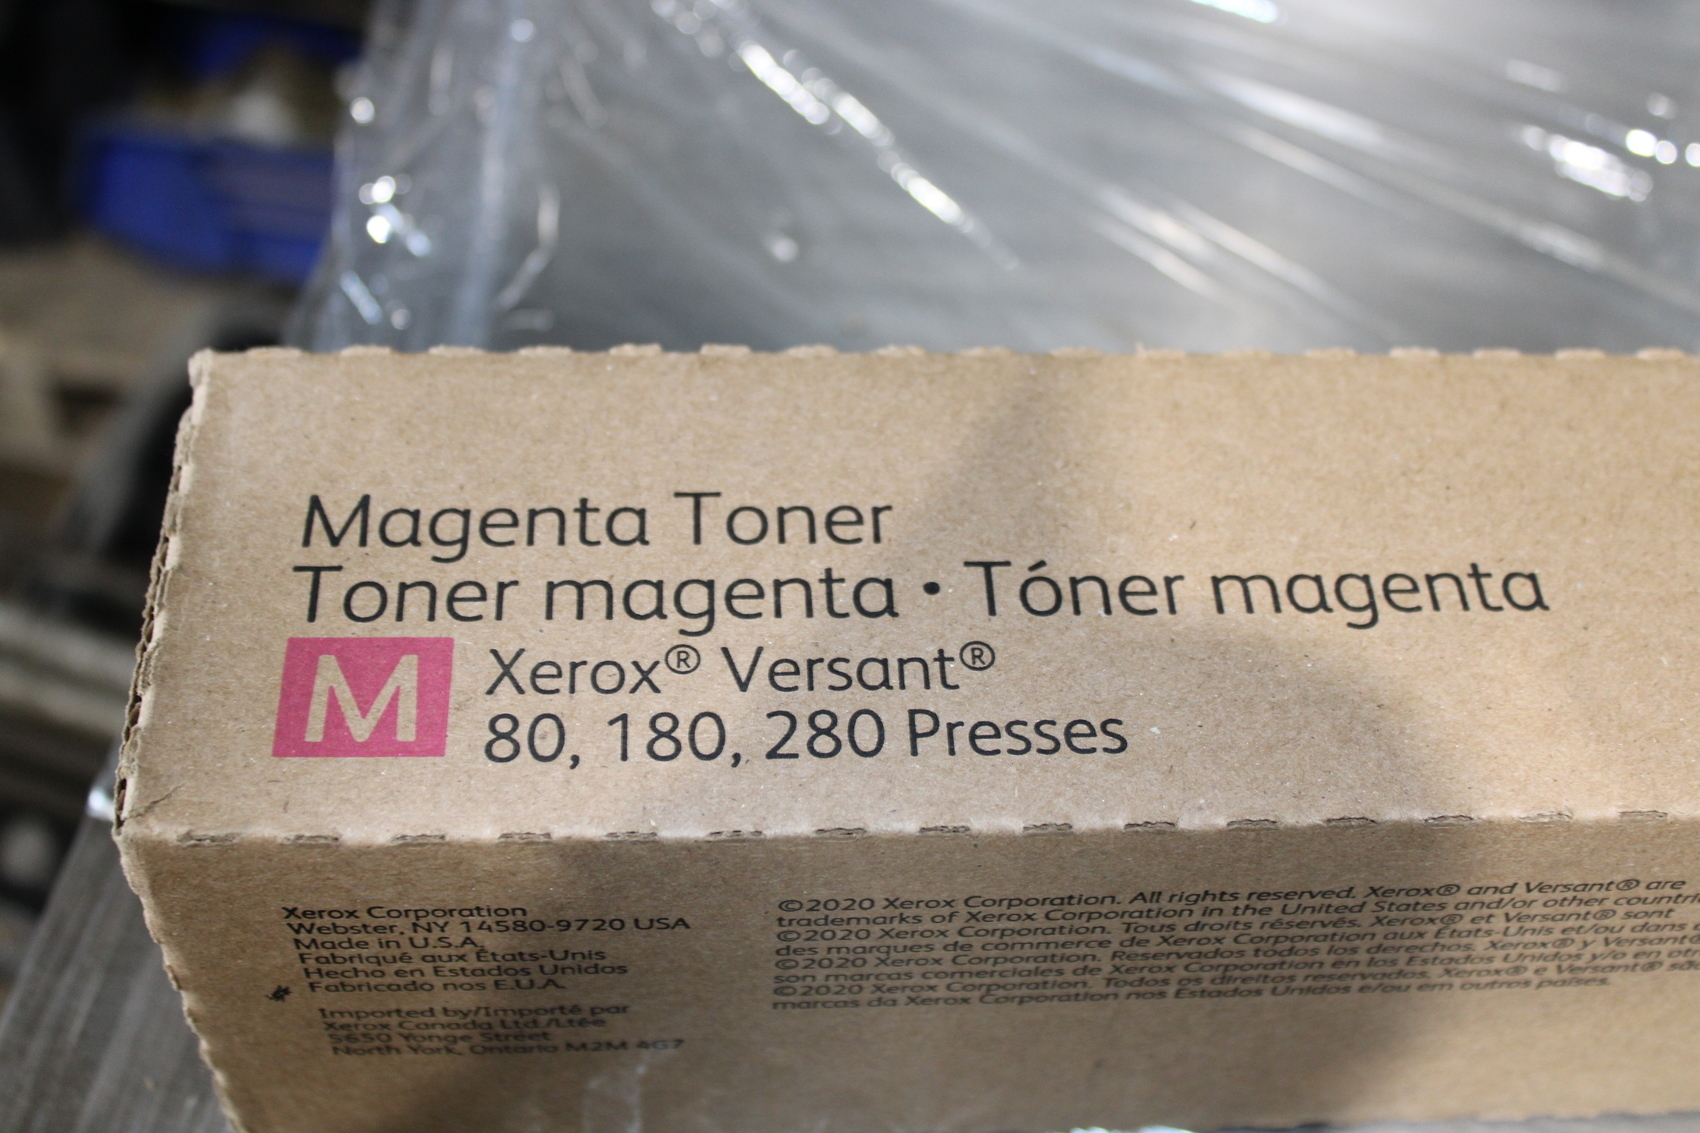 Magenta Toner
Toner magenta • Tóner magenta
M
Xerox® Versant®
80, 180, 280 Presses
Xerox Corporation
Webster, NY 14580-9720 USA
Made in U.S.A.
Fabriqué aux États-Unis
Hecho en Estados Unidos
Fabricado nos E.U.A.
Imported by/Importé par
Xerox Canada Ltd./Ltée
5650 Yonge Street
North York, Ontario M2M 4G7
©2020 Xerox Corporation. All rights reserved. Xerox® and Versant® are
trademarks of Xerox Corporation in the United States and/or other
©2020 Xerox Corporation. Tous droits réservés. Xerox® et Versant® sont
des marques de commerce de Xerox Corporation aux États-Unis et/ou dans
©2020 Xerox Corporation. Reservados todos los derechos. Xerox® y Versant®
son marcas comerciales de Xerox Corporation en los Estados Unidos y/o en
©2020 Xerox Corporation. Todos os direitos reservados. Xerox® e Versant® são
marcas da Xerox Corporation nos Estados Unidos e/ou em outros países.